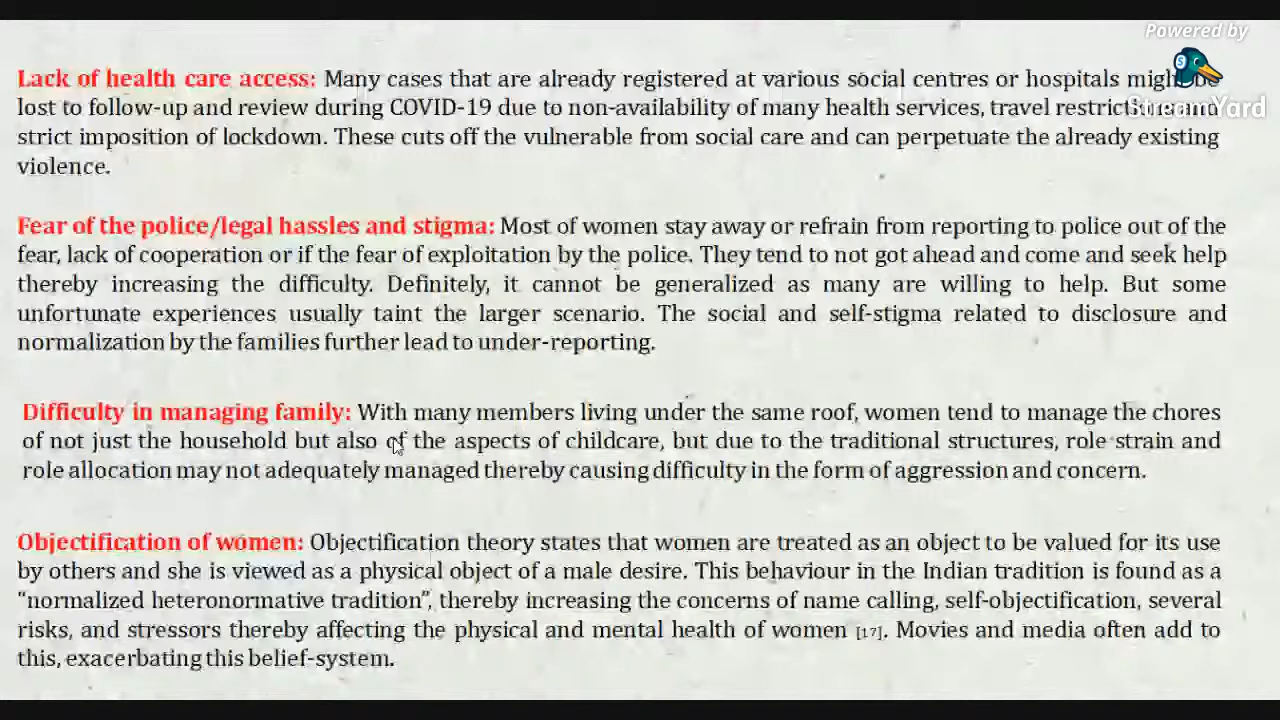 Powered by
Lack of health care access: Many cases that are already registered at various social centres or hospitals might be
lost to follow-up and review during COVID-19 due to non-availability of many health services, travel restriction and
StreamYard
strict imposition of lockdown. These cuts off the vulnerable from social care and can perpetuate the already existing
violence.
Fear of the police/legal hassles and stigma: Most of women stay away or refrain from reporting to police out of the
fear, lack of cooperation or if the fear of exploitation by the police. They tend to not got ahead and come and seek help
thereby increasing the difficulty. Definitely, it cannot be generalized as many are willing to help. But some
unfortunate experiences usually taint the larger scenario. The social and self-stigma related to disclosure and
normalization by the families further lead to under-reporting.
Difficulty in managing family: With many members living under the same roof, women tend to manage the chores
of not just the household but also of the aspects of childcare, but due to the traditional structures, role strain and
role allocation may not adequately managed thereby causing difficulty in the form of aggression and concern.
Objectification of women: Objectification theory states that women are treated as an object to be valued for its use
by others and she is viewed as a physical object of a male desire. This behaviour in the Indian tradition is found as a
“normalized heteronormative tradition”, thereby increasing the concerns of name calling, self-objectification, several
risks, and stressors thereby affecting the physical and mental health of women [17]. Movies and media often add to
this, exacerbating this belief-system.